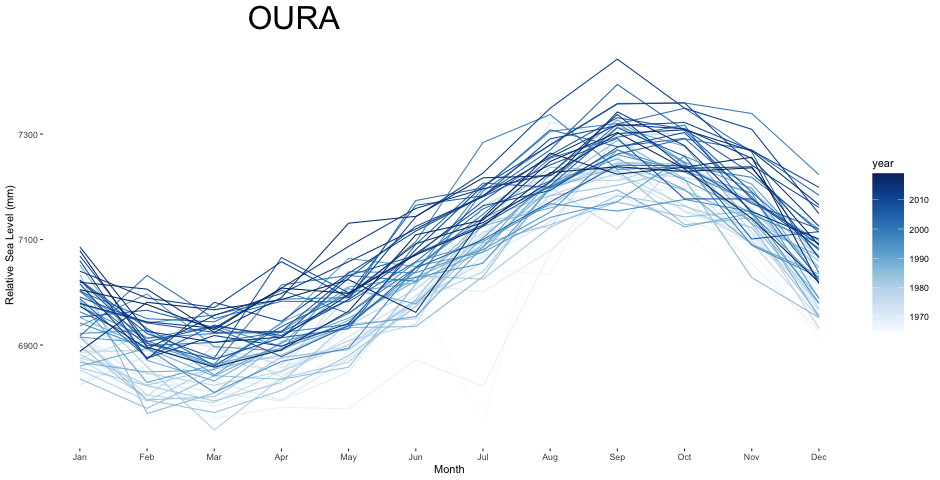 OURA
Relative Sea Level (mm)
7300
7100
6900
Jan Feb Mar Apr May Jun Jul Aug Sep Oct Nov Dec
Month
year
2010
2000
1990
1980
1970